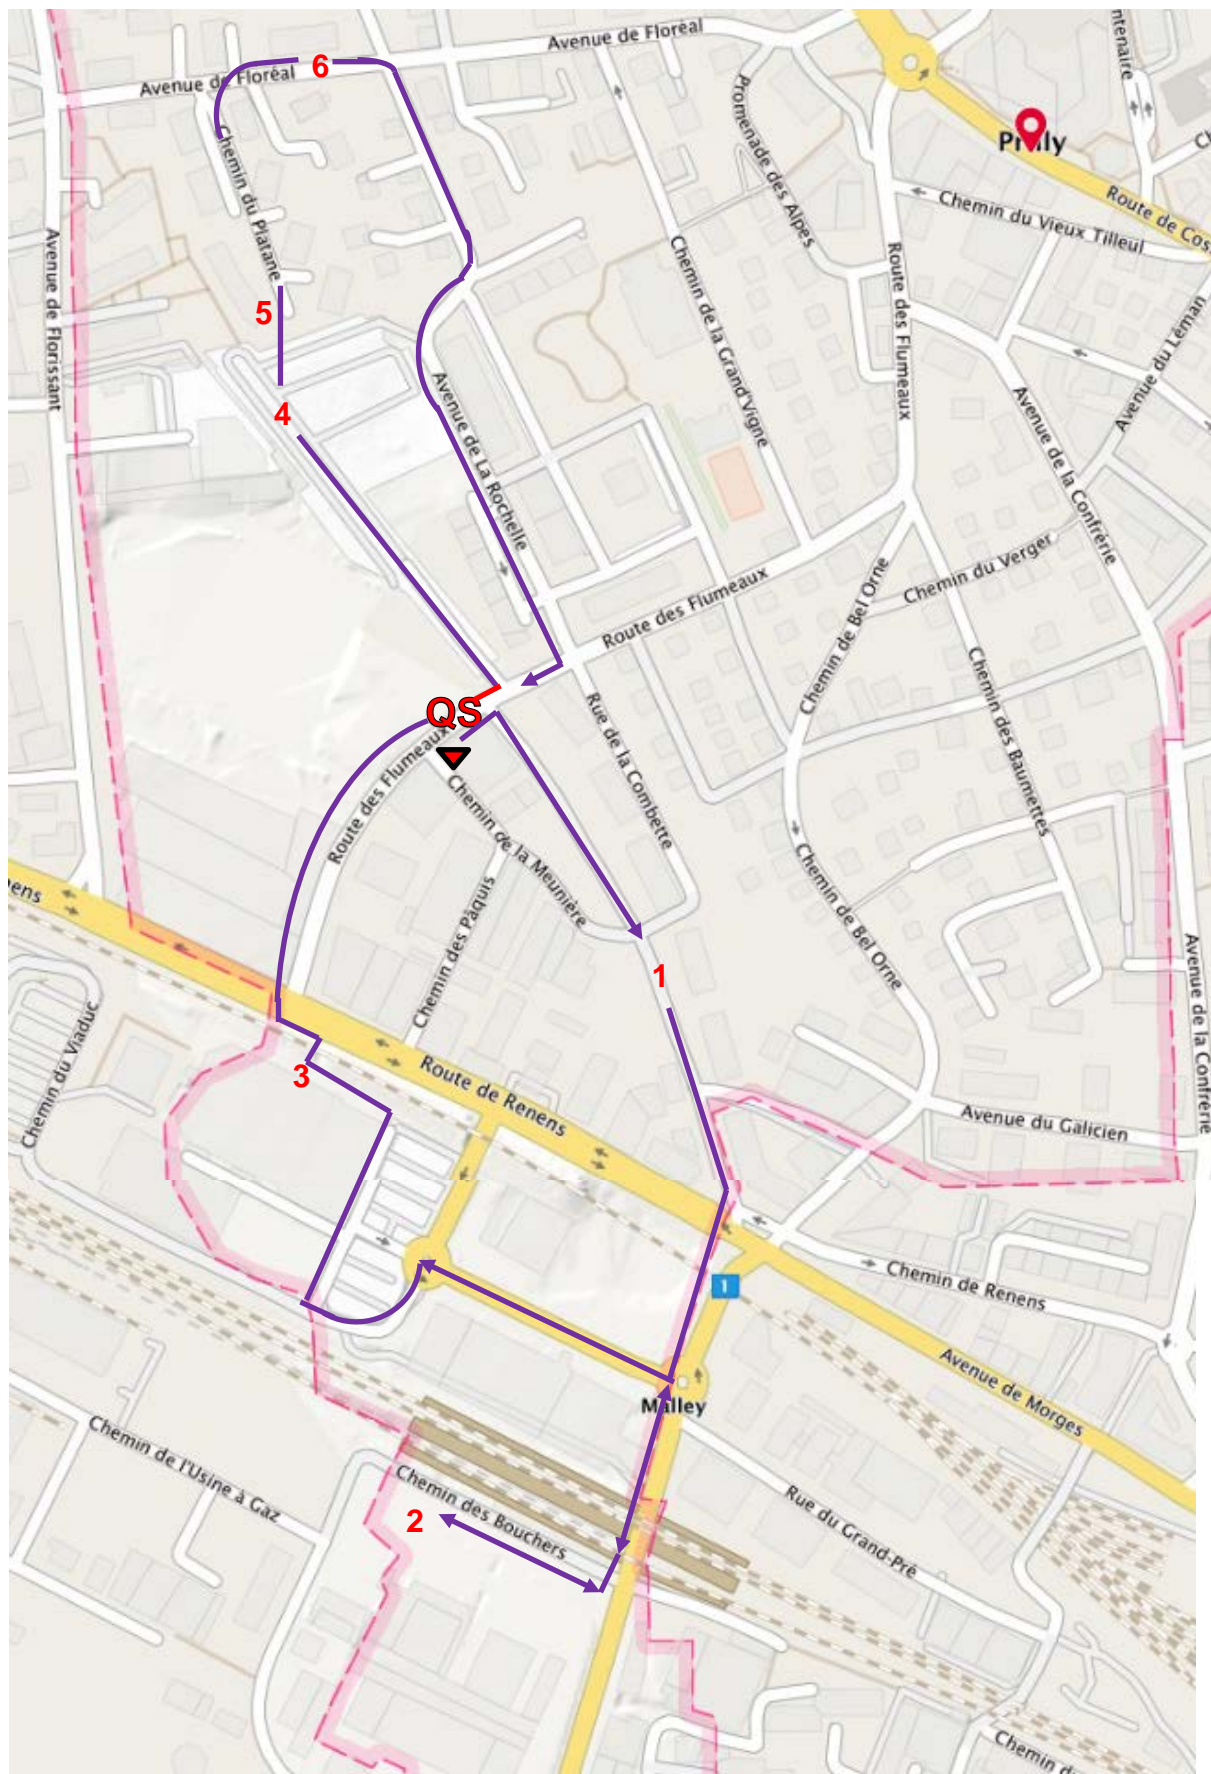 Avenue de Floréal
ntenaire
6
Avenue de Floréal
Prilly
Promenade des Alpes
Chemin du Platane
Route de Cos
Chemin du Vieux Tilleul
Avenue de Florissant
Chemin de la Grand'Vigne
Route des Flumeaux
5
Avenue du Léman
4
Avenue de La Rochelle
Avenue de la Confrérie
Chemin du Verger
Route des Flumeaux
Chemin de Bel Orne
Chemin des Baumettes
QS
Rue de la Combette
Route des Flumeaux
Chemin de la Meunière
Chemin de Bel Orne
Chemin des Pâquis
nens
1
Avenue de la Confrérie
Chemin du Viaduc
3
Route de Renens
Avenue du Galicien
1
Chemin de Renens
Avenue de Morges
Malley
Chemin de l'Usine à Gaz
Chemin des Bouchers
2
Rue du Grand-Pré
Chemin d